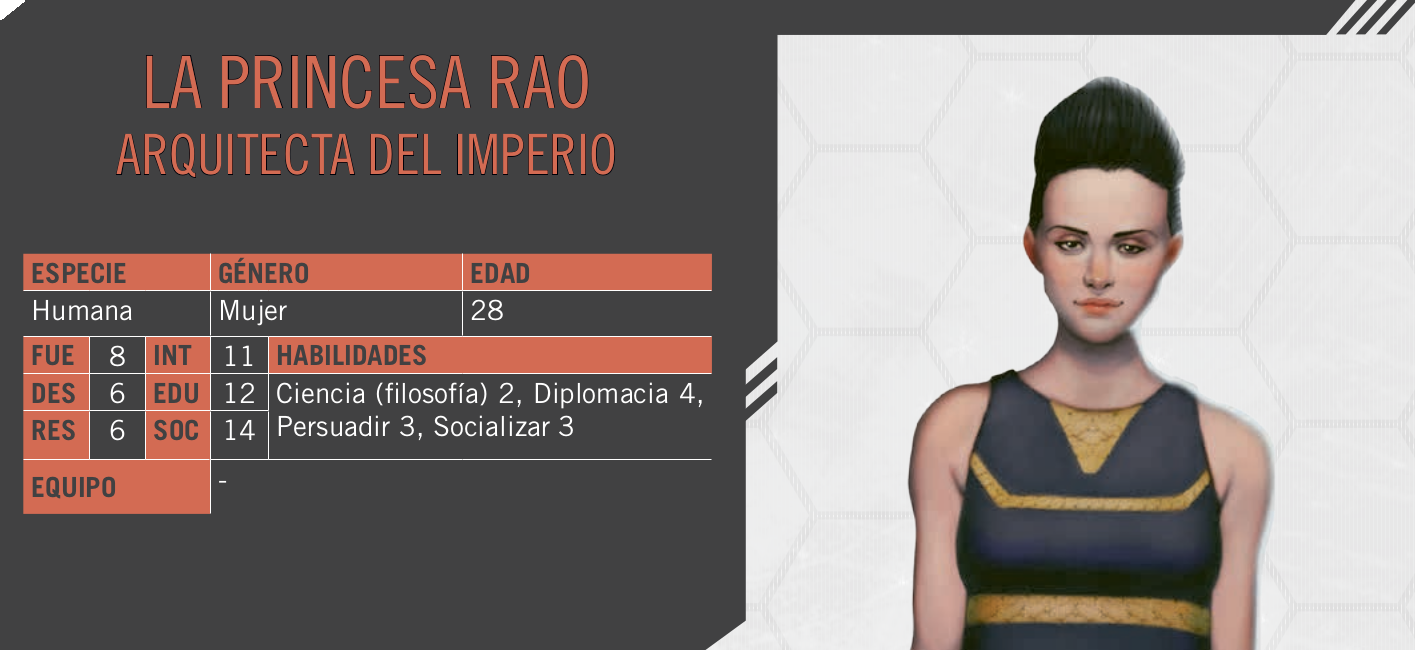 LA PRINCESA RAO
ARQUITECTA DEL IMPERIO
ESPECIE GÉNERO EDAD
Humana Mujer 28
FUE 8 INT 11 HABILIDADES
DES 6 EDU 12 Ciencia (filosofía) 2, Diplomacia 4,
RES 6 SOC 14 Persuadir 3, Socializar 3
EQUIPO -